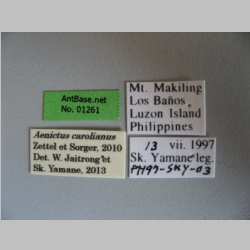 AntBase.net
No. 01261
Mt. Makiling
Los Baños,
Luzon Island
Philippines
Aenictus carolianus
Zettel et Sorger, 2010
Det. W. Jaitrong et
Sk. Yamane, 2013
13 vii. 1997
Sk. Yamane leg.
PH97-SKY-03